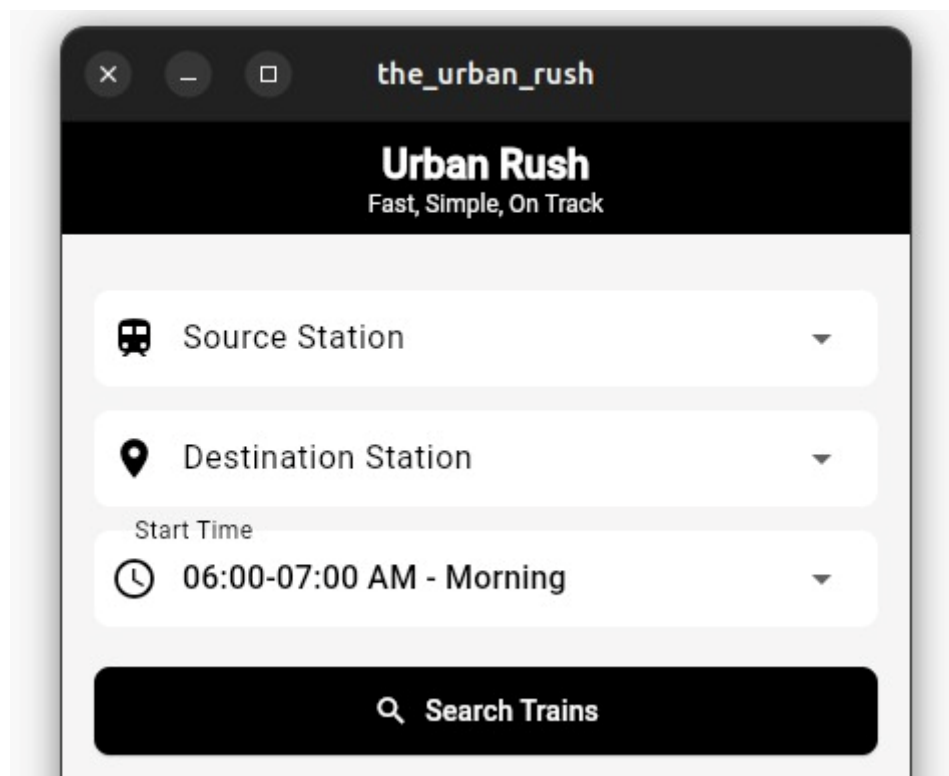 the_urban_rush
Urban Rush
Fast, Simple, On Track
Source Station
Destination Station
Start Time
06:00-07:00 AM - Morning
Search Trains